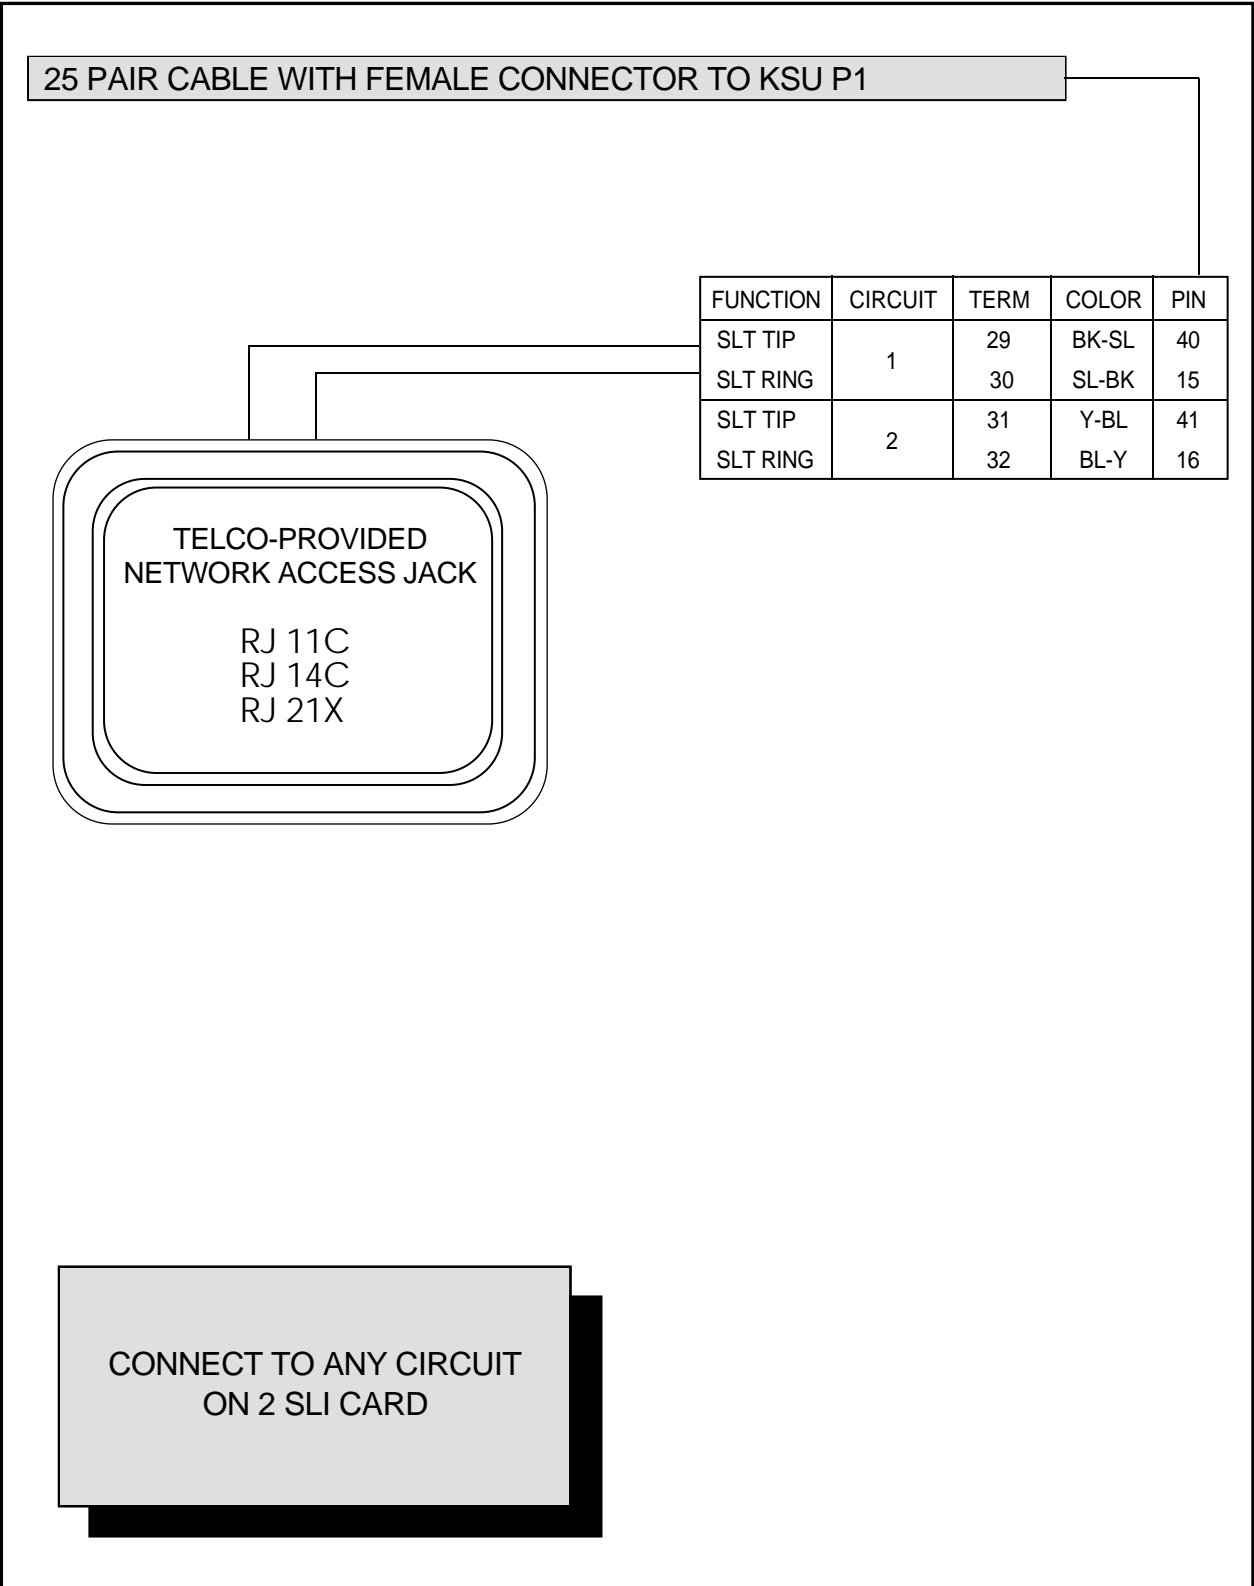 25 PAIR CABLE WITH FEMALE CONNECTOR TO KSU P1
FUNCTION CIRCUIT TERM COLOR PIN
SLT TIP 1 29 BK-SL 40
SLT RING 30 SL-BK 15
SLT TIP 2 31 Y-BL 41
SLT RING 32 BL-Y 16
TELCO-PROVIDED
NETWORK ACCESS JACK
RJ 11C
RJ 14C
RJ 21X
CONNECT TO ANY CIRCUIT
ON 2 SLI CARD